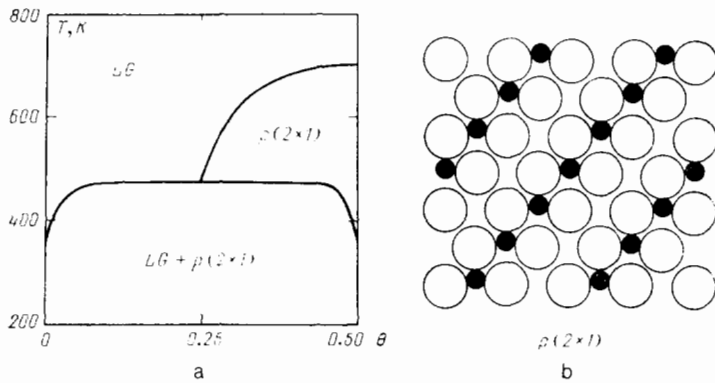 800
T, K
LG
600
p(2×1)
400
LG + p(2×1)
200
0
0.25
0.50
θ
a
p(2×1)
b